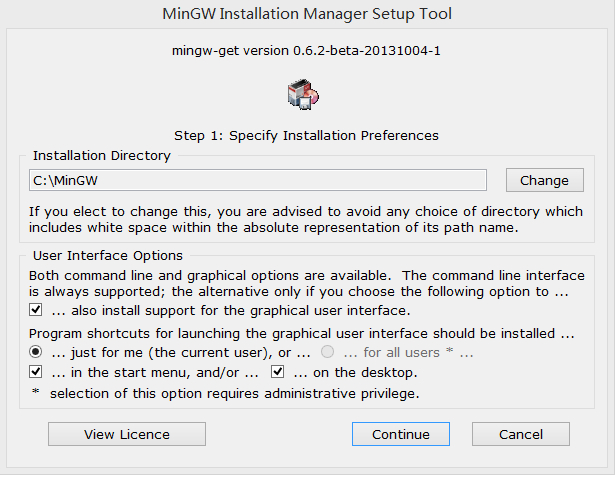 MinGW Installation Manager Setup Tool
mingw-get version 0.6.2-beta-20131004-1
Step 1: Specify Installation Preferences
Installation Directory
C:\MinGW
Change
If you elect to change this, you are advised to avoid any choice of directory which
includes white space within the absolute representation of its path name.
User Interface Options
Both command line and graphical options are available.  The command line interface
is always supported; the alternative only if you choose the following option to ...
... also install support for the graphical user interface.
Program shortcuts for launching the graphical user interface should be installed ...
... just for me (the current user), or ... ... for all users * ...
... in the start menu, and/or ... ... on the desktop.
* selection of this option requires administrative privilege.
View Licence Continue Cancel